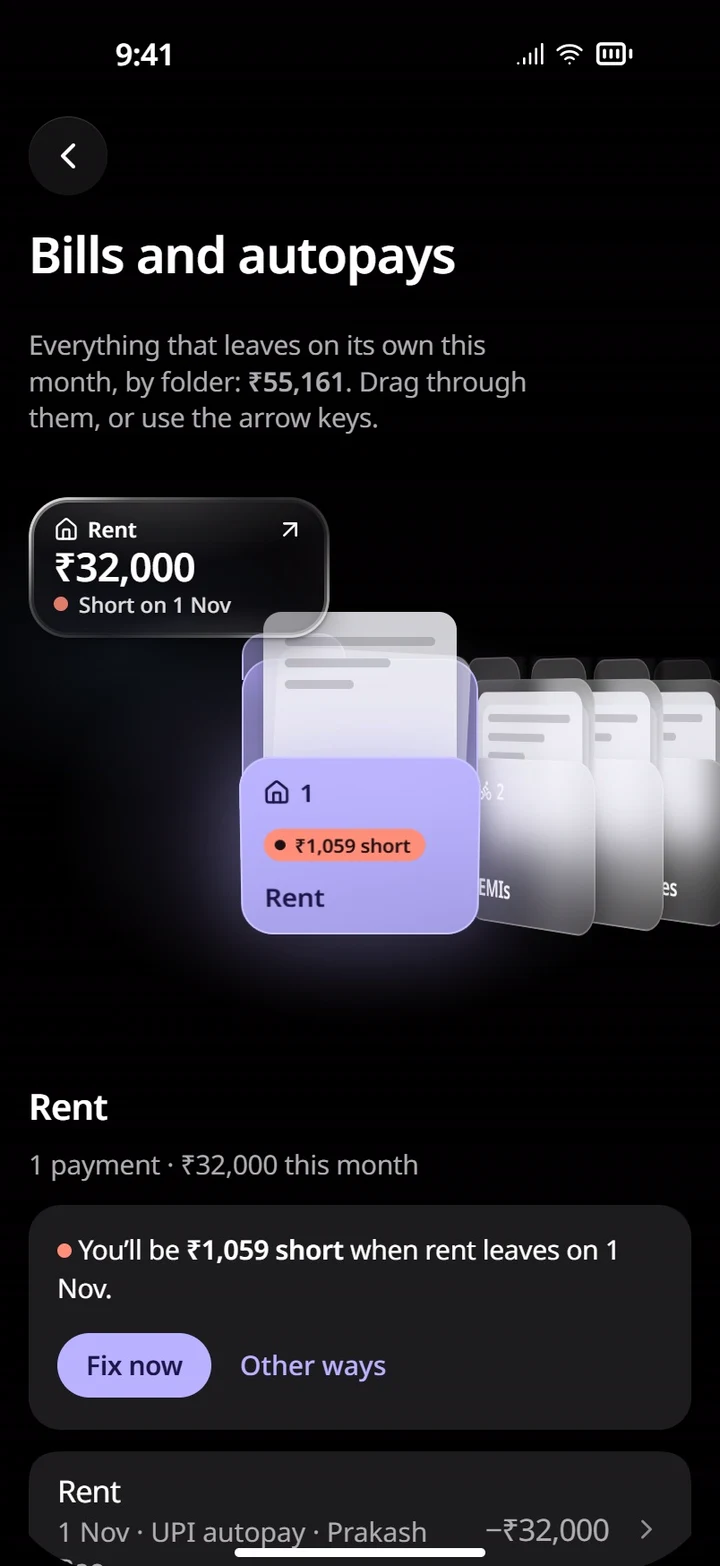 9:41
Bills and autopays
Everything that leaves on its own this
month, by folder: ₹55,161. Drag through
them, or use the arrow keys.
Rent
₹32,000
Short on 1 Nov
1
₹1,059 short
Rent
2
EMIs
es
Rent
1 payment · ₹32,000 this month
You’ll be ₹1,059 short when rent leaves on 1
Nov.
Fix now
Other ways
Rent
1 Nov · UPI autopay · Prakash
−₹32,000